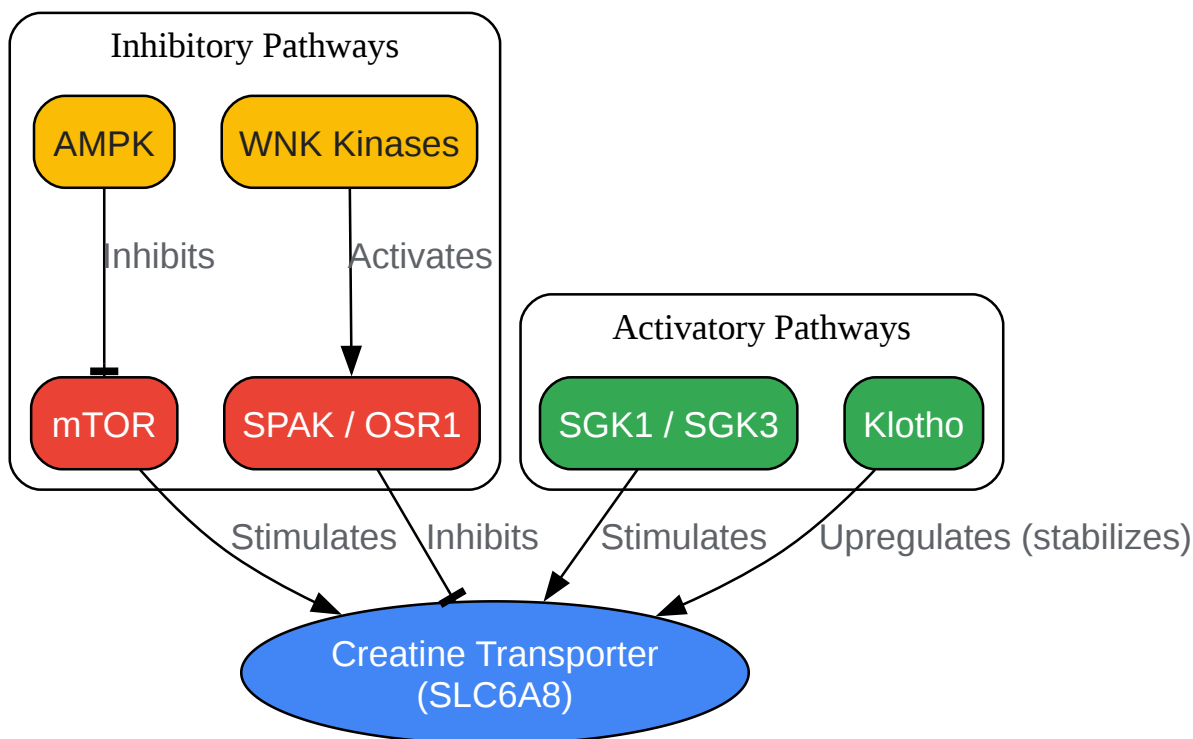 Inhibitory Pathways
AMPK
WNK Kinases
Inhibits
Activates
Activatory Pathways
mTOR
SPAK / OSR1
SGK1 / SGK3
Klotho
Stimulates
Inhibits
Stimulates
Upregulates (stabilizes)
Creatine Transporter
(SLC6A8)